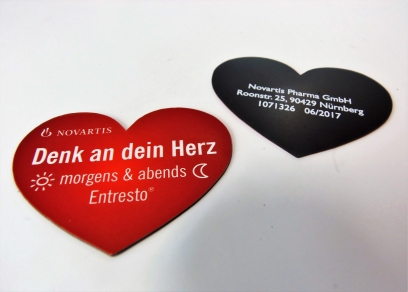 NOVARTIS
Denk an dein Herz
morgens & abends
Entresto®
Novartis Pharma GmbH
Roonstr. 25, 90429 Nürnberg
1071326 06/2017